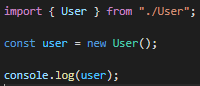 import { User } from "./User";
const user = new User();
console.log(user);